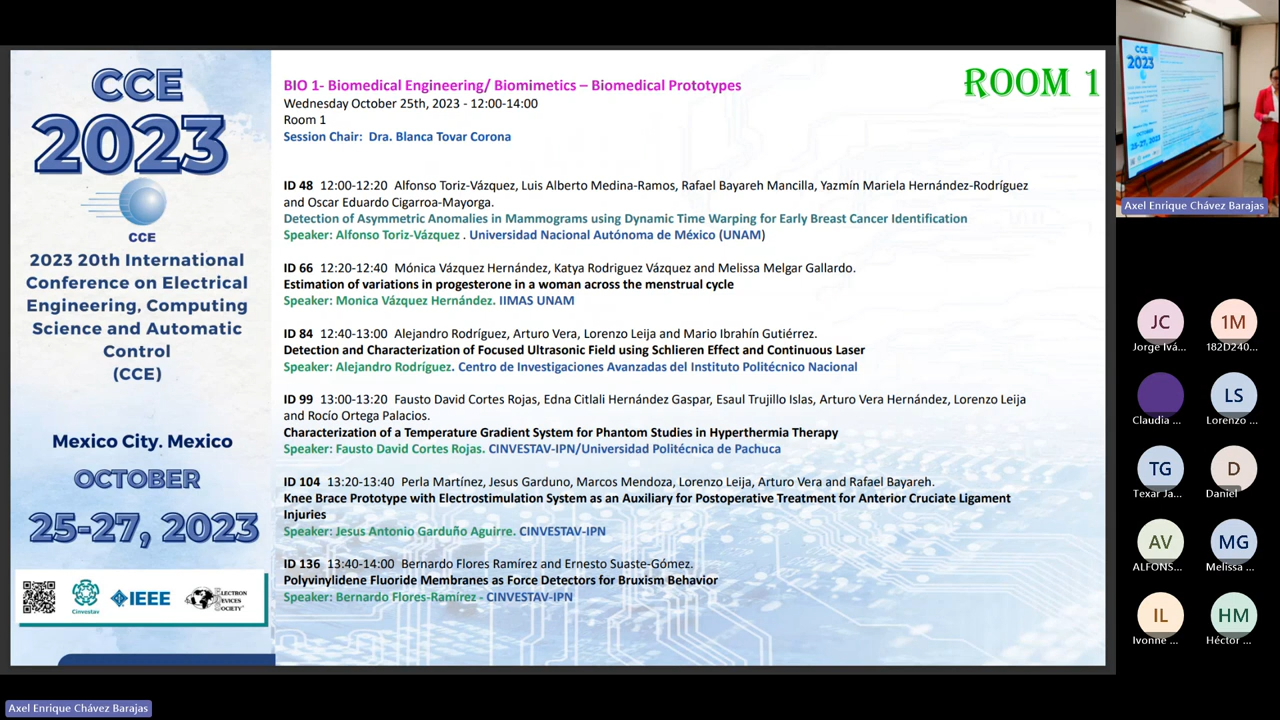 CCE
2023
CCE
2023 20th International
Conference on Electrical
Engineering, Computing
Science and Automatic
Control
(CCE)
Mexico City. Mexico
OCTOBER
25-27, 2023
Cinvestav
IEEE
ELECTRON
DEVICES
SOCIETY
ROOM 1
BIO 1- Biomedical Engineering/ Biomimetics – Biomedical Prototypes
Wednesday October 25th, 2023 - 12:00-14:00
Room 1
Session Chair: Dra. Blanca Tovar Corona
ID 48 12:00-12:20 Alfonso Toriz-Vázquez, Luis Alberto Medina-Ramos, Rafael Bayareh Mancilla, Yazmín Mariela Hernández-Rodríguez
and Oscar Eduardo Cigarroa-Mayorga.
Detection of Asymmetric Anomalies in Mammograms using Dynamic Time Warping for Early Breast Cancer Identification
Speaker: Alfonso Toriz-Vázquez . Universidad Nacional Autónoma de México (UNAM)
ID 66 12:20-12:40 Mónica Vázquez Hernández, Katya Rodriguez Vázquez and Melissa Melgar Gallardo.
Estimation of variations in progesterone in a woman across the menstrual cycle
Speaker: Monica Vázquez Hernández. IIMAS UNAM
ID 84 12:40-13:00 Alejandro Rodríguez, Arturo Vera, Lorenzo Leija and Mario Ibrahín Gutiérrez.
Detection and Characterization of Focused Ultrasonic Field using Schlieren Effect and Continuous Laser
Speaker: Alejandro Rodríguez. Centro de Investigaciones Avanzadas del Instituto Politécnico Nacional
ID 99 13:00-13:20 Fausto David Cortes Rojas, Edna Citlali Hernández Gaspar, Esaul Trujillo Islas, Arturo Vera Hernández, Lorenzo Leija
and Rocío Ortega Palacios.
Characterization of a Temperature Gradient System for Phantom Studies in Hyperthermia Therapy
Speaker: Fausto David Cortes Rojas. CINVESTAV-IPN/Universidad Politécnica de Pachuca
ID 104 13:20-13:40 Perla Martínez, Jesus Garduno, Marcos Mendoza, Lorenzo Leija, Arturo Vera and Rafael Bayareh.
Knee Brace Prototype with Electrostimulation System as an Auxiliary for Postoperative Treatment for Anterior Cruciate Ligament
Injuries
Speaker: Jesus Antonio Garduño Aguirre. CINVESTAV-IPN
ID 136 13:40-14:00 Bernardo Flores Ramírez and Ernesto Suaste-Gómez.
Polyvinylidene Fluoride Membranes as Force Detectors for Bruxism Behavior
Speaker: Bernardo Flores-Ramírez - CINVESTAV-IPN
CCE
2023
Axel Enrique Chávez Barajas
JC
1M
Jorge Ivá...
182D240...
LS
Claudia ...
Lorenzo ...
TG
D
Texar Ja...
Daniel
AV
MG
ALFONS...
Melissa ...
IL
HM
Ivonne ...
Héctor ...
Axel Enrique Chávez Barajas